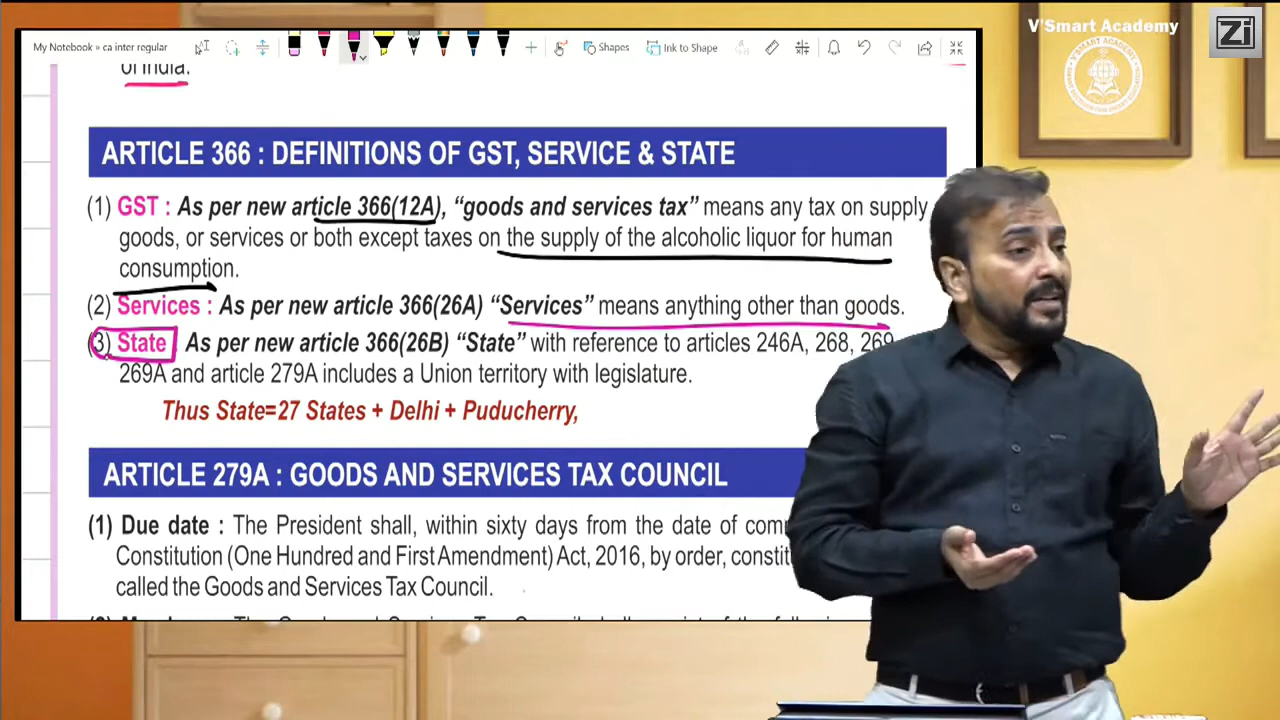 V'Smart Academy
Zi
My Notebook » ca inter regular
Shapes
Ink to Shape
of India.
ARTICLE 366 : DEFINITIONS OF GST, SERVICE & STATE
(1) GST : As per new article 366(12A), “goods and services tax” means any tax on supply
goods, or services or both except taxes on the supply of the alcoholic liquor for human
consumption.
(2) Services : As per new article 366(26A) “Services” means anything other than goods.
(3) State As per new article 366(26B) “State” with reference to articles 246A, 268, 269
269A and article 279A includes a Union territory with legislature.
Thus State=27 States + Delhi + Puducherry,
ARTICLE 279A : GOODS AND SERVICES TAX COUNCIL
(1) Due date : The President shall, within sixty days from the date of com
Constitution (One Hundred and First Amendment) Act, 2016, by order, constit
called the Goods and Services Tax Council.